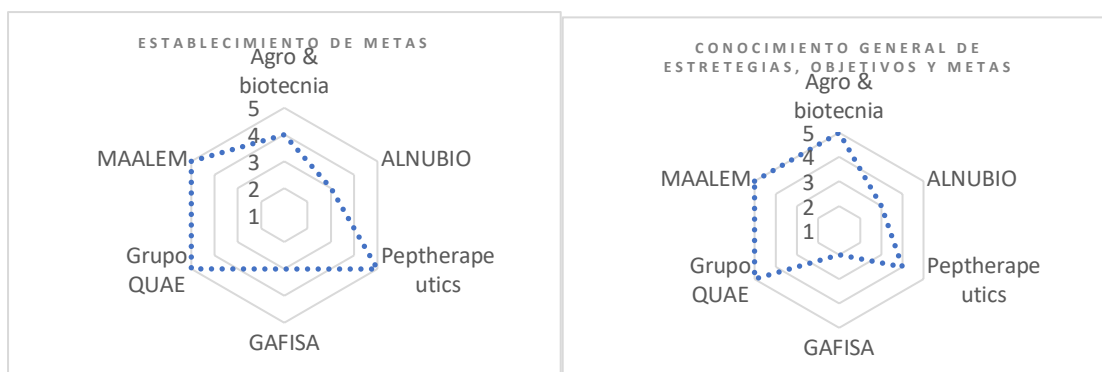 ESTABLECIMIENTO DE METAS
Agro &
biotecnia
5
4
3
2
1
MAALEM
ALNUBIO
Grupo
QUAE
Peptherape
utics
GAFISA
CONOCIMIENTO GENERAL DE
ESTRETEGIAS, OBJETIVOS Y METAS
Agro &
biotecnia
5
4
3
2
1
MAALEM
ALNUBIO
Grupo
QUAE
Peptherape
utics
GAFISA